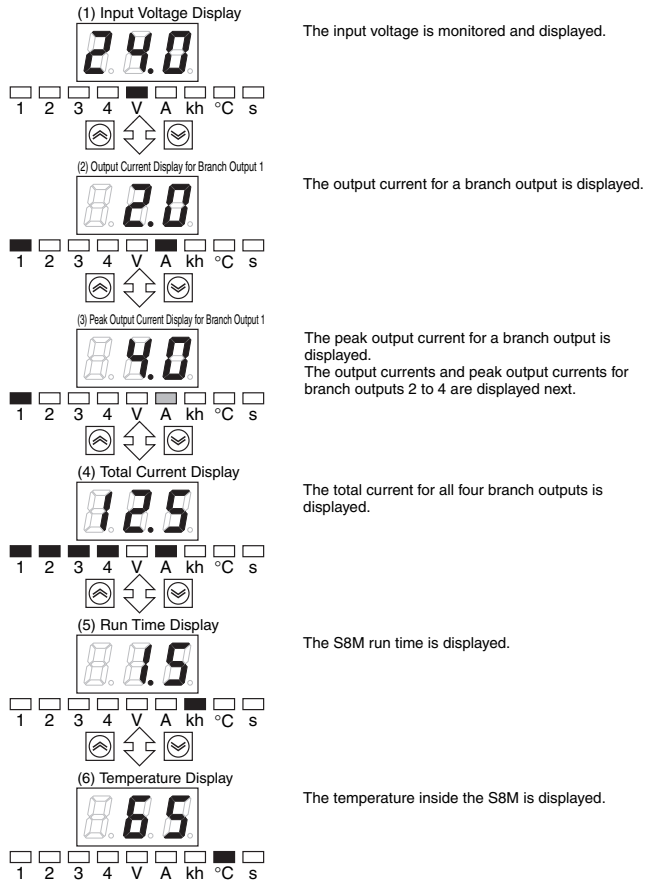 (1) Input Voltage Display
The input voltage is monitored and displayed.
24.0
1 2 3 4 V A kh °C s
(2) Output Current Display for Branch Output 1
The output current for a branch output is displayed.
2.0
1 2 3 4 V A kh °C s
(3) Peak Output Current Display for Branch Output 1
4.0
The peak output current for a branch output is
displayed.
The output currents and peak output currents for
branch outputs 2 to 4 are displayed next.
1 2 3 4 V A kh °C s
(4) Total Current Display
The total current for all four branch outputs is
displayed.
12.5
1 2 3 4 V A kh °C s
(5) Run Time Display
The S8M run time is displayed.
1.5
1 2 3 4 V A kh °C s
(6) Temperature Display
The temperature inside the S8M is displayed.
65
1 2 3 4 V A kh °C s